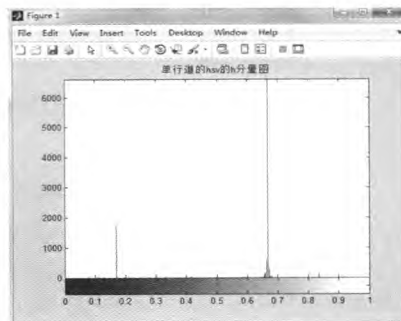 Figure 1
File Edit View Insert Tools Desktop Window Help
单行道的hsv的h分量图
6000
5000
4000
3000
2000
1000
0
0 0.1 0.2 0.3 0.4 0.5 0.6 0.7 0.8 0.9 1